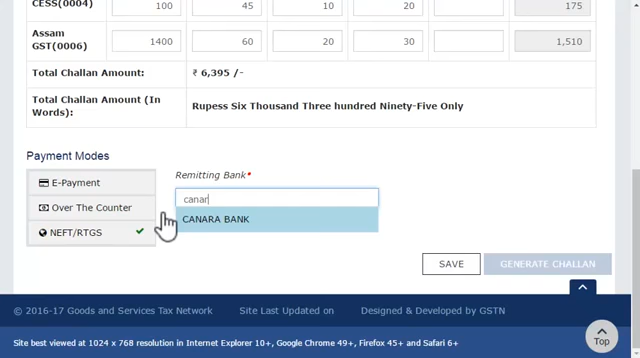 CESS(0004) 100 45 10 20 175
Assam
GST(0006) 1400 60 20 30 1,510
Total Challan Amount: ₹ 6,395 /-
Total Challan Amount (In
Words): Rupess Six Thousand Three hundred Ninety-Five Only
Payment Modes
Remitting Bank•
E-Payment
canar
Over The Counter
CANARA BANK
NEFT/RTGS
SAVE GENERATE CHALLAN
© 2016-17 Goods and Services Tax Network Site Last Updated on Designed & Developed by GSTN
Site best viewed at 1024 x 768 resolution in Internet Explorer 10+, Google Chrome 49+, Firefox 45+ and Safari 6+
Top